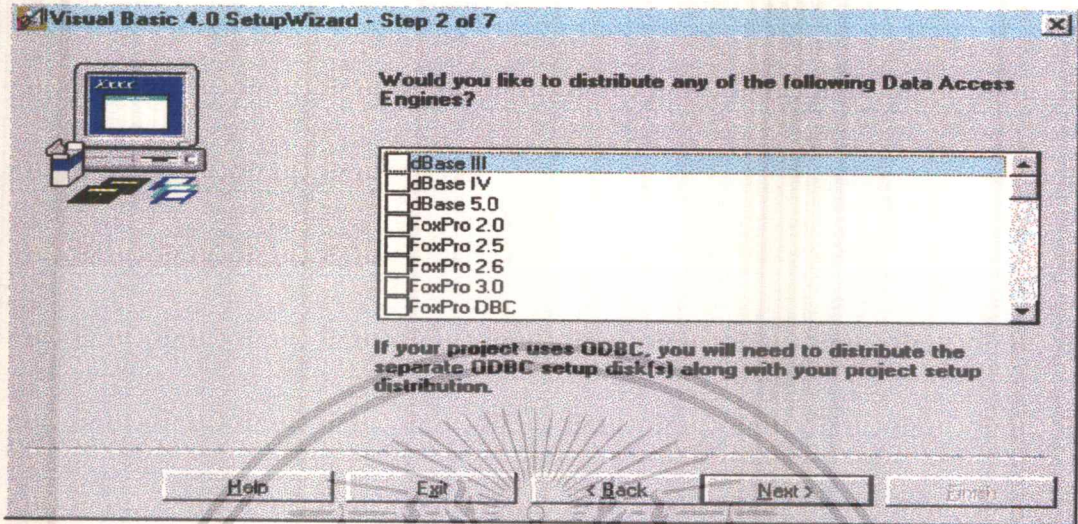 Visual Basic 4.0 SetupWizard - Step 2 of 7
Would you like to distribute any of the following Data Access
Engines?
dBase III
dBase IV
dBase 5.0
FoxPro 2.0
FoxPro 2.5
FoxPro 2.6
FoxPro 3.0
FoxPro DBC
If your project uses ODBC, you will need to distribute the
separate ODBC setup disk(s) along with your project setup
distribution.
Help
Exit
< Back
Next >
Finish